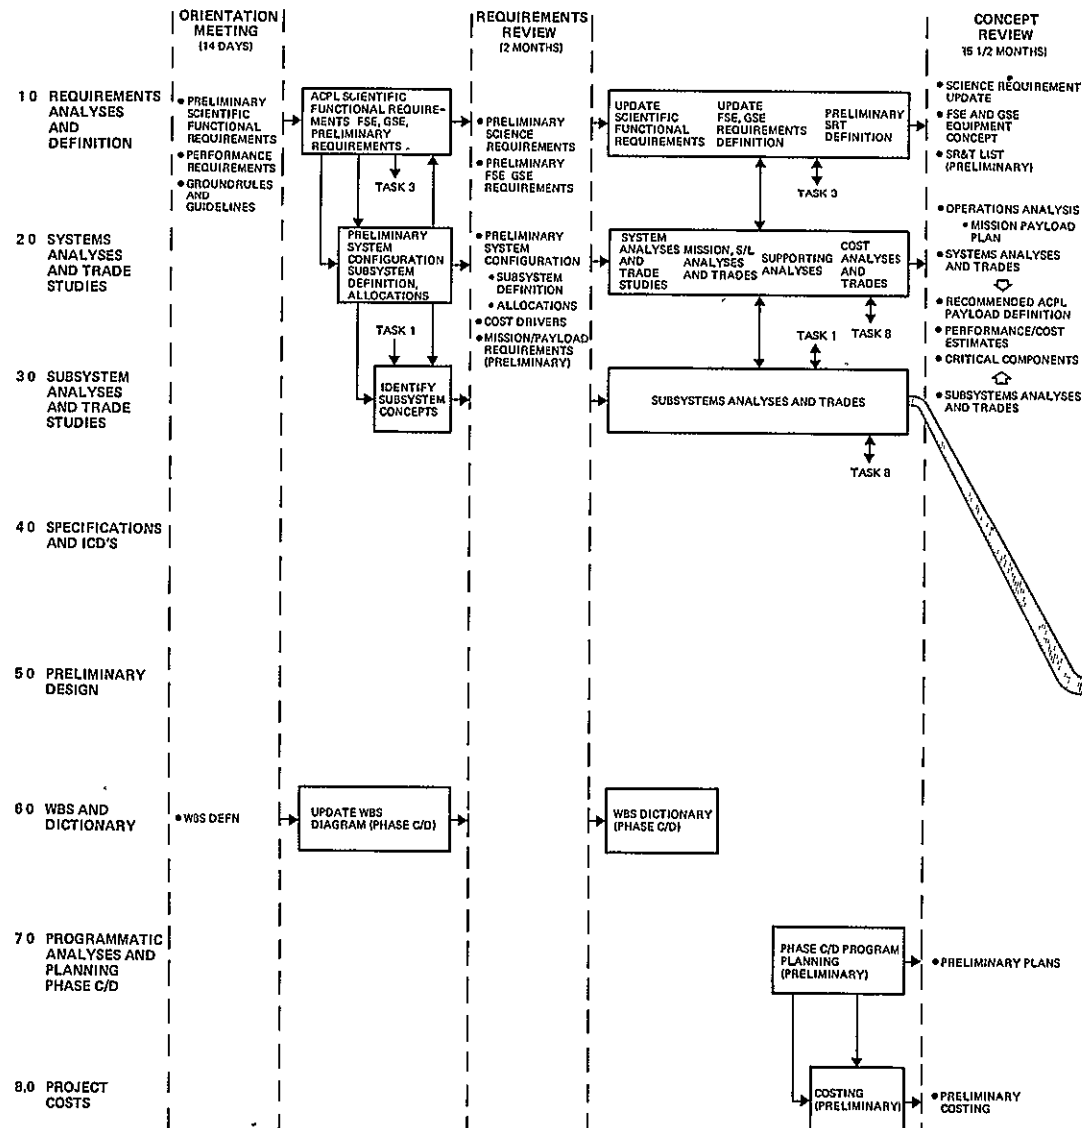 ORIENTATION
MEETING
(14 DAYS)
REQUIREMENTS
REVIEW
(2 MONTHS)
CONCEPT
REVIEW
(5 1/2 MONTHS)
1 0 REQUIREMENTS
ANALYSES
AND
DEFINITION
• PRELIMINARY
SCIENTIFIC
FUNCTIONAL
REQUIREMENTS
• PERFORMANCE
REQUIREMENTS
• GROUNDRULES
AND
GUIDELINES
ACPL SCIENTIFIC
FUNCTIONAL REQUIRE-
MENTS FSE, GSE,
PRELIMINARY
REQUIREMENTS
TASK 3
• PRELIMINARY
SCIENCE
REQUIREMENTS
• PRELIMINARY
FSE GSE
REQUIREMENTS
UPDATE
SCIENTIFIC
FUNCTIONAL
REQUIREMENTS
UPDATE
FSE, GSE
REQUIREMENTS
DEFINITION
PRELIMINARY
SRT
DEFINITION
TASK 3
• SCIENCE REQUIREMENT
UPDATE
• FSE AND GSE
EQUIPMENT
CONCEPT
• SR&T LIST
(PRELIMINARY)
2 0 SYSTEMS
ANALYSES
AND TRADE
STUDIES
PRELIMINARY
SYSTEM
CONFIGURATION
SUBSYSTEM
DEFINITION,
ALLOCATIONS
TASK 1
• PRELIMINARY
SYSTEM
CONFIGURATION
• SUBSYSTEM
DEFINITION
• ALLOCATIONS
• COST DRIVERS
• MISSION/PAYLOAD
REQUIREMENTS
(PRELIMINARY)
SYSTEM
ANALYSES
AND
TRADE
STUDIES
MISSION, S/L
ANALYSES
AND TRADES
SUPPORTING
ANALYSES
COST
ANALYSES
AND
TRADES
TASK 1
TASK 8
• OPERATIONS ANALYSIS
• MISSION PAYLOAD
PLAN
• SYSTEMS ANALYSES
AND TRADES
• RECOMMENDED ACPL
PAYLOAD DEFINITION
• PERFORMANCE/COST
ESTIMATES
• CRITICAL COMPONENTS
• SUBSYSTEMS ANALYSES
AND TRADES
3 0 SUBSYSTEM
ANALYSES
AND TRADE
STUDIES
IDENTIFY
SUBSYSTEM
CONCEPTS
SUBSYSTEMS ANALYSES AND TRADES
TASK 8
4 0 SPECIFICATIONS
AND ICD'S
5 0 PRELIMINARY
DESIGN
6 0 WBS AND
DICTIONARY
• WBS DEFN
UPDATE WBS
DIAGRAM (PHASE C/D)
WBS DICTIONARY
(PHASE C/D)
7 0 PROGRAMMATIC
ANALYSES AND
PLANNING
PHASE C/D
PHASE C/D PROGRAM
PLANNING
(PRELIMINARY)
• PRELIMINARY PLANS
8.0 PROJECT
COSTS
COSTING
(PRELIMINARY)
• PRELIMINARY
COSTING